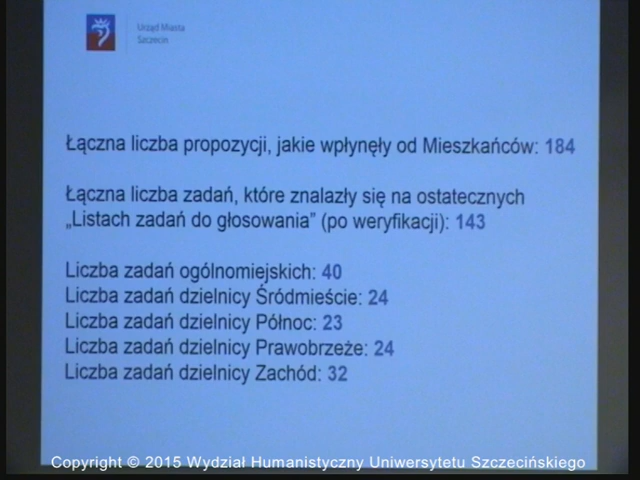 Urząd Miasta
Szczecin
Łączna liczba propozycji, jakie wpłynęły od Mieszkańców: 184
Łączna liczba zadań, które znalazły się na ostatecznych
„Listach zadań do głosowania” (po weryfikacji): 143
Liczba zadań ogólnomiejskich: 40
Liczba zadań dzielnicy Śródmieście: 24
Liczba zadań dzielnicy Północ: 23
Liczba zadań dzielnicy Prawobrzeże: 24
Liczba zadań dzielnicy Zachód: 32
Copyright © 2015 Wydział Humanistyczny Uniwersytetu Szczecińskiego